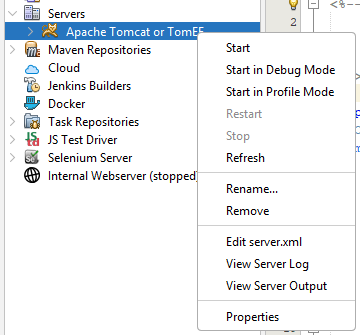 Servers
Apache Tomcat or TomEE
Maven Repositories
Cloud
Jenkins Builders
Docker
Task Repositories
JS Test Driver
Selenium Server
Internal Webserver (stopped)
Start
Start in Debug Mode
Start in Profile Mode
Restart
Stop
Refresh
Rename...
Remove
Edit server.xml
View Server Log
View Server Output
Properties
1
2
<%--